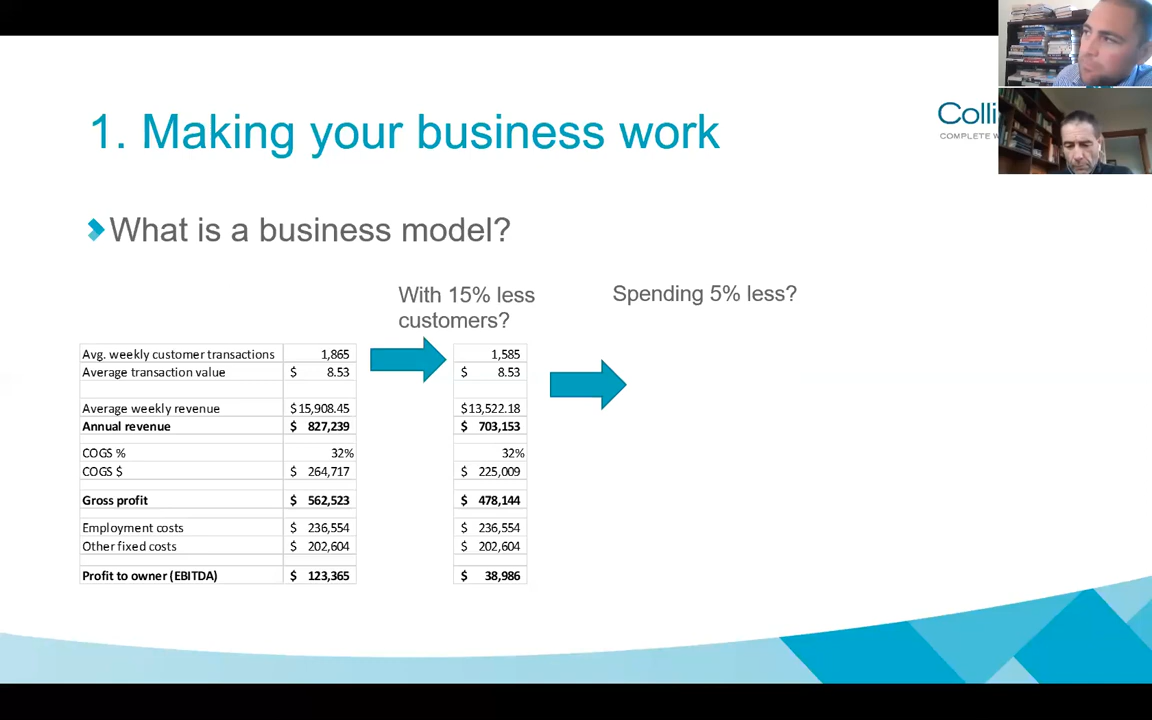 Colli
COMPLETE W
1. Making your business work
What is a business model?
With 15% less
customers?
Spending 5% less?
Avg. weekly customer transactions 1,865 1,585
Average transaction value $ 8.53 $ 8.53
Average weekly revenue $15,908.45 $13,522.18
Annual revenue $ 827,239 $ 703,153
COGS % 32% 32%
COGS $ $ 264,717 $ 225,009
Gross profit $ 562,523 $ 478,144
Employment costs $ 236,554 $ 236,554
Other fixed costs $ 202,604 $ 202,604
Profit to owner (EBITDA) $ 123,365 $ 38,986